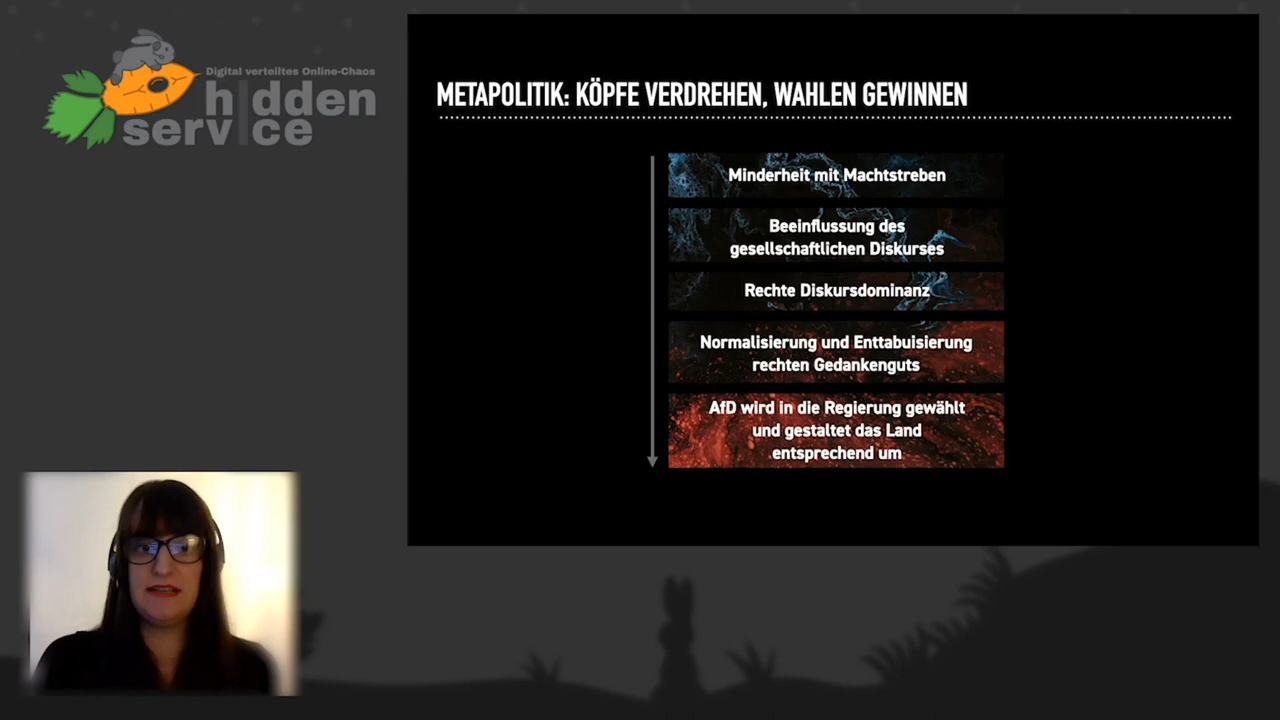 Digital verteiltes Online-Chaos
hidden
service
METAPOLITIK: KÖPFE VERDREHEN, WAHLEN GEWINNEN
Minderheit mit Machtstreben
Beeinflussung des
gesellschaftlichen Diskurses
Rechte Diskursdominanz
Normalisierung und Enttabuisierung
rechten Gedankenguts
AfD wird in die Regierung gewählt
und gestaltet das Land
entsprechend um